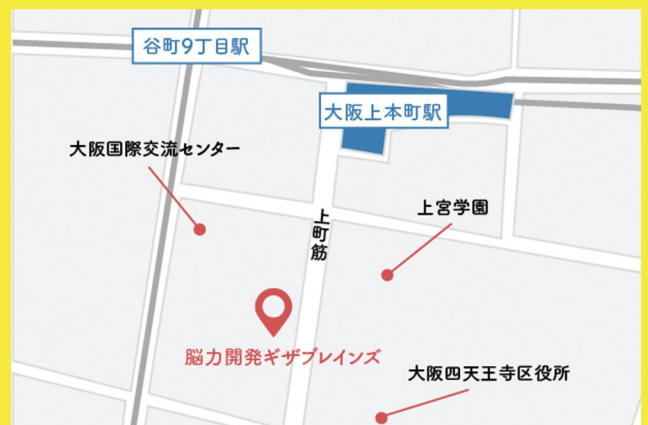 谷町9丁目駅
大阪上本町駅
大阪国際交流センター
上宮学園
上町筋
脳力開発ギザブレインズ
大阪四天王寺区役所